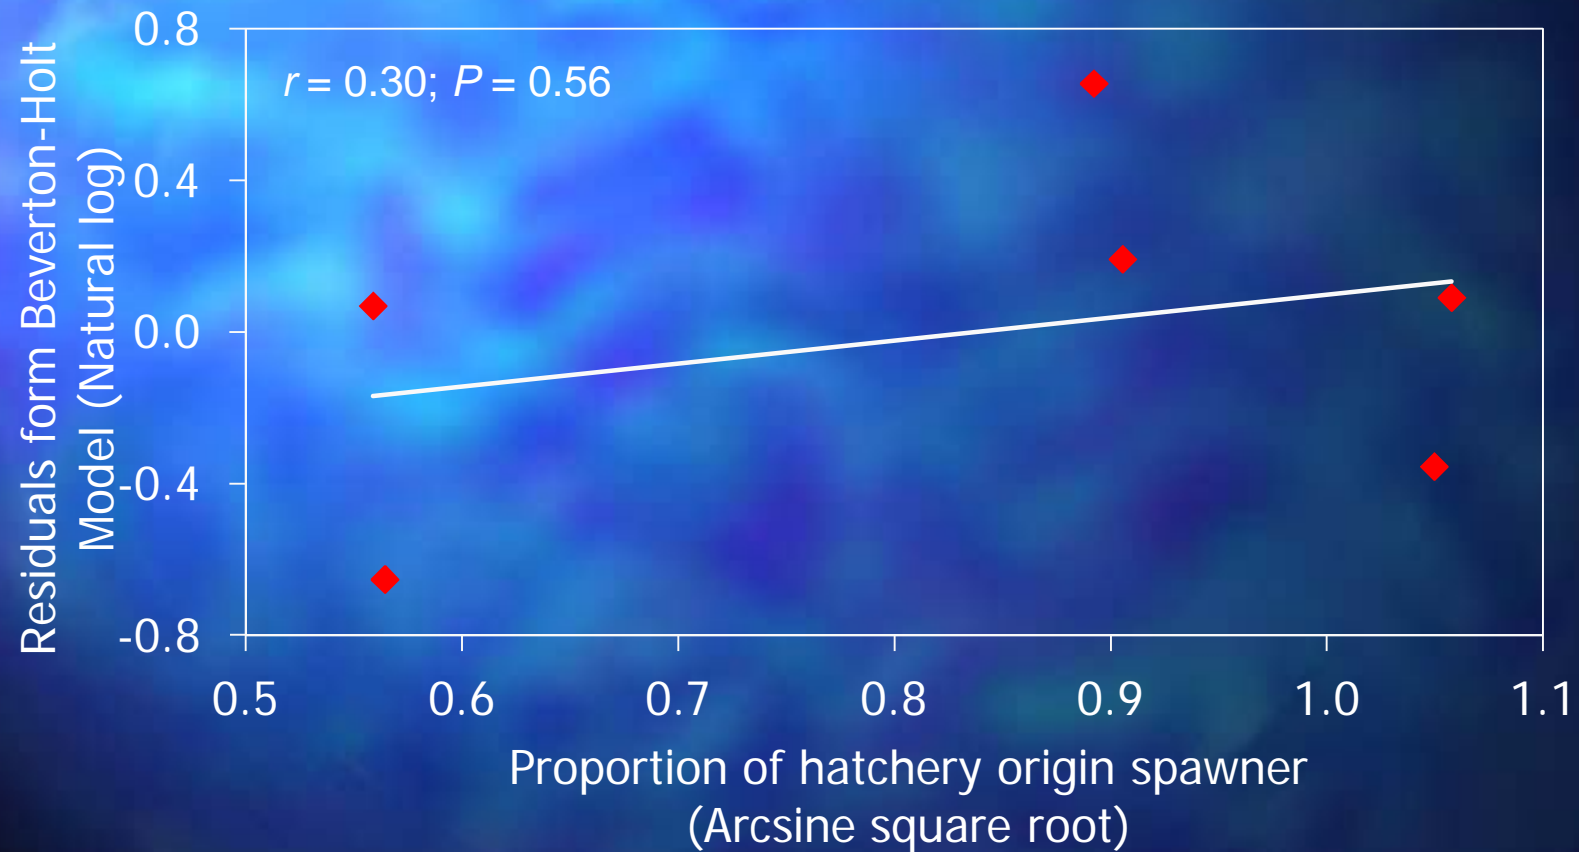 Residuals form Beverton-Holt
Model (Natural log)
0.8
0.4
0.0
-0.4
-0.8
r = 0.30; P = 0.56
0.5 0.6 0.7 0.8 0.9 1.0 1.1
Proportion of hatchery origin spawner
(Arcsine square root)